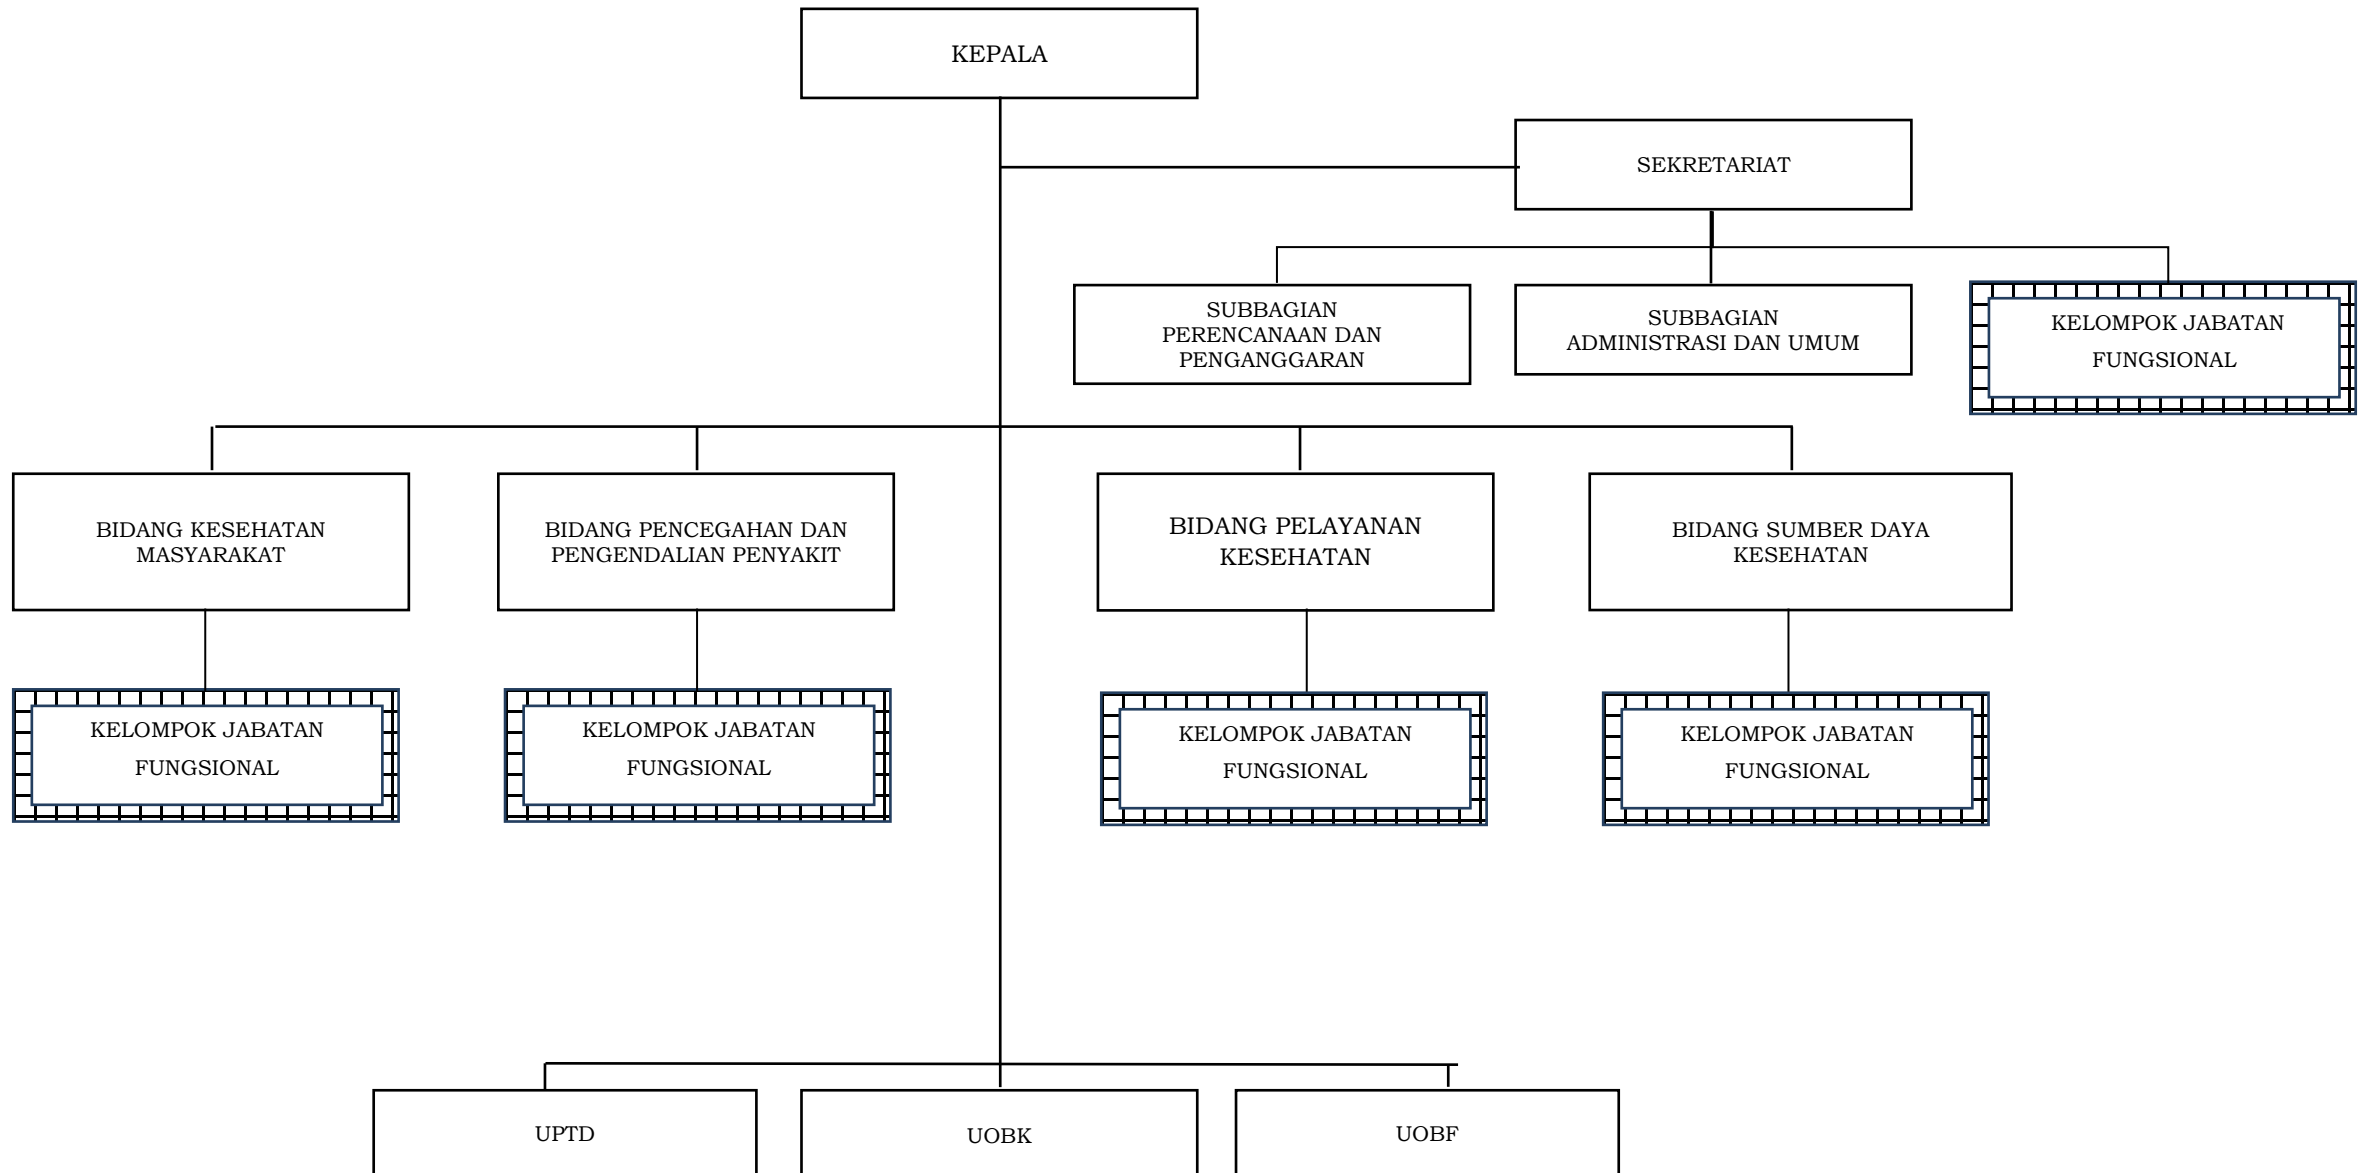 KEPALA
SEKRETARIAT
SUBBAGIAN
PERENCANAAN DAN
PENGANGGARAN
SUBBAGIAN
ADMINISTRASI DAN UMUM
KELOMPOK JABATAN
FUNGSIONAL
BIDANG KESEHATAN
MASYARAKAT
BIDANG PENCEGAHAN DAN
PENGENDALIAN PENYAKIT
BIDANG PELAYANAN
KESEHATAN
BIDANG SUMBER DAYA
KESEHATAN
KELOMPOK JABATAN
FUNGSIONAL
KELOMPOK JABATAN
FUNGSIONAL
KELOMPOK JABATAN
FUNGSIONAL
KELOMPOK JABATAN
FUNGSIONAL
UPTD
UOBK
UOBF